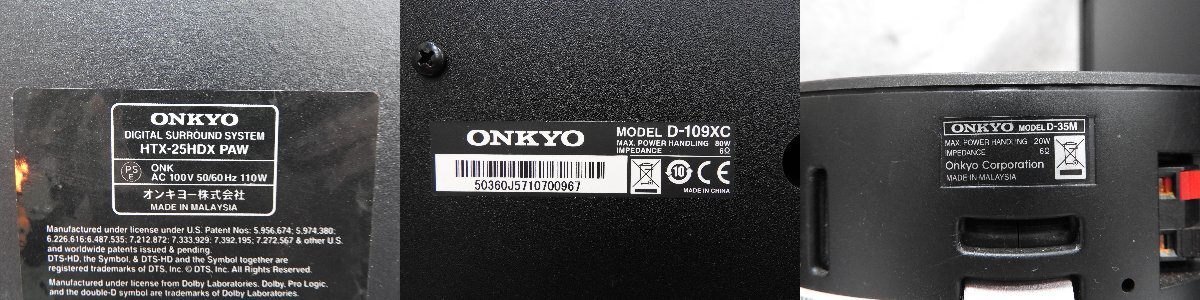 ONKYO
DIGITAL SURROUND SYSTEM
HTX-25HDX PAW
PS
E
ONK
AC 100V 50/60Hz 110W
オンキヨー株式会社
MADE IN MALAYSIA
Manufactured under license under U.S. Patent Nos: 5.956,674; 5.974,380;
6.226,616;6.487,535; 7,212,872; 7,333,929; 7,392,195; 7,272,567 & other U.S.
and worldwide patents issued & pending.
DTS-HD, the Symbol, & DTS-HD and the Symbol together are
registered trademarks of DTS, Inc. © DTS, Inc. All Rights Reserved.
Manufactured under license from Dolby Laboratories. Dolby, Pro Logic,
and the double-D symbol are trademarks of Dolby Laboratories.
ONKYO
MODEL D-109XC
MAX. POWER HANDLING 80W
IMPEDANCE 6Ω
10
50360J5710700967
MADE IN CHINA
ONKYO MODEL D-35M
MAX. POWER HANDLING 20W
IMPEDANCE 6Ω
Onkyo Corporation
MADE IN MALAYSIA